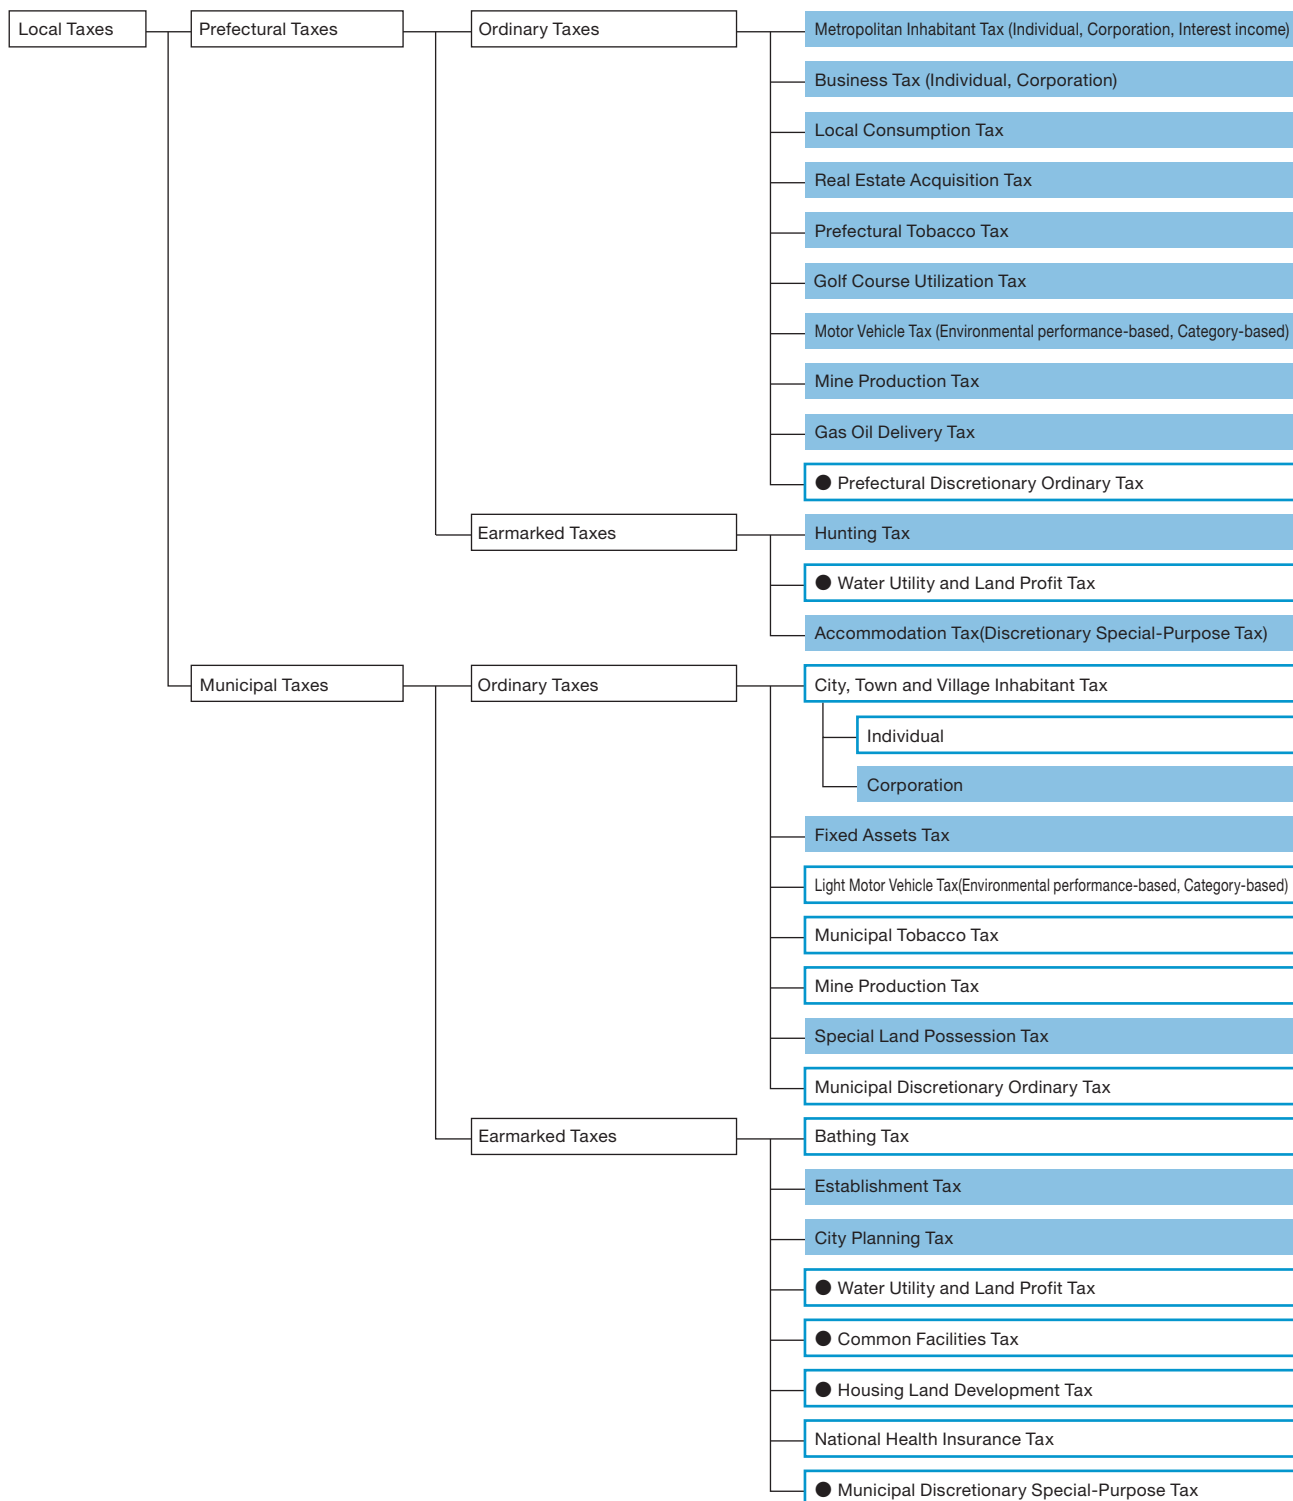 Local Taxes
Prefectural Taxes
Ordinary Taxes
Metropolitan Inhabitant Tax (Individual, Corporation, Interest income)
Business Tax (Individual, Corporation)
Local Consumption Tax
Real Estate Acquisition Tax
Prefectural Tobacco Tax
Golf Course Utilization Tax
Motor Vehicle Tax (Environmental performance-based, Category-based)
Mine Production Tax
Gas Oil Delivery Tax
● Prefectural Discretionary Ordinary Tax
Earmarked Taxes
Hunting Tax
● Water Utility and Land Profit Tax
Accommodation Tax(Discretionary Special-Purpose Tax)
Municipal Taxes
Ordinary Taxes
City, Town and Village Inhabitant Tax
Individual
Corporation
Fixed Assets Tax
Light Motor Vehicle Tax(Environmental performance-based, Category-based)
Municipal Tobacco Tax
Mine Production Tax
Special Land Possession Tax
Municipal Discretionary Ordinary Tax
Earmarked Taxes
Bathing Tax
Establishment Tax
City Planning Tax
● Water Utility and Land Profit Tax
● Common Facilities Tax
● Housing Land Development Tax
National Health Insurance Tax
● Municipal Discretionary Special-Purpose Tax